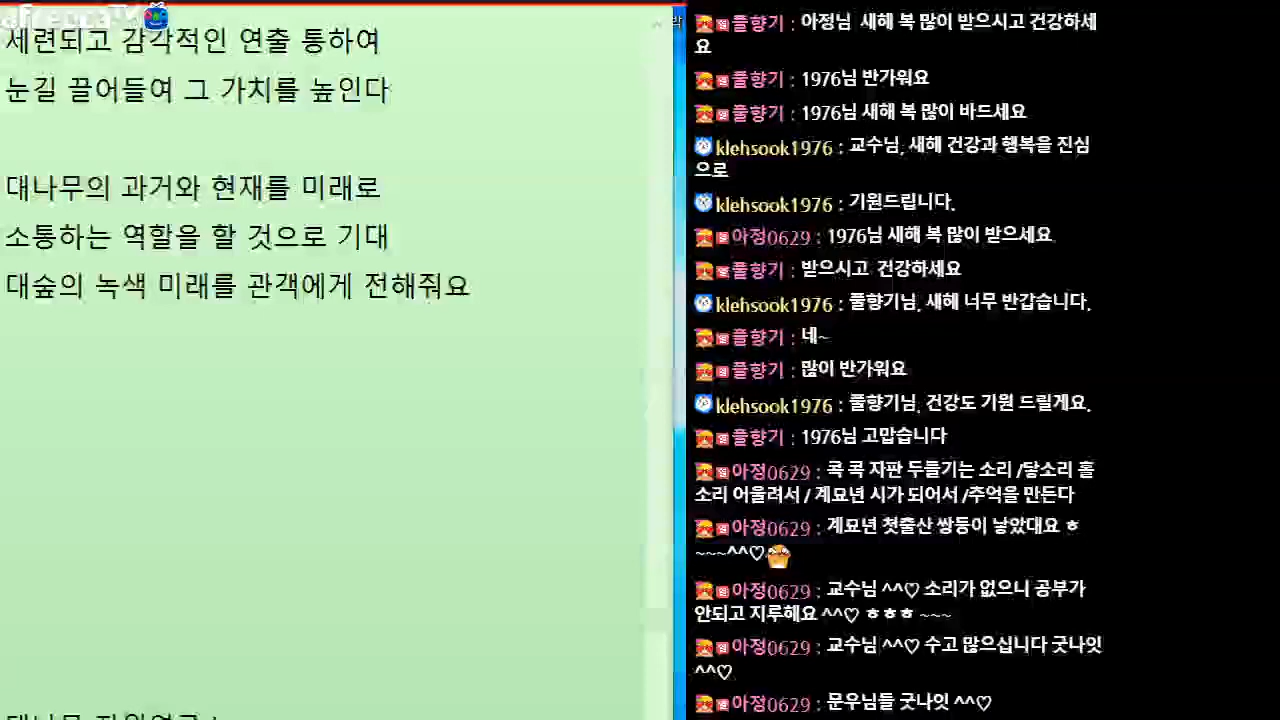 afreecaTV
세련되고 감각적인 연출 통하여
눈길 끌어들여 그 가치를 높인다
대나무의 과거와 현재를 미래로
소통하는 역할을 할 것으로 기대
대숲의 녹색 미래를 관객에게 전해줘요
풀향기 : 아정님 새해 복 많이 받으시고 건강하세
요
풀향기 : 1976님 반가워요
풀향기 : 1976님 새해 복 많이 바드세요
klehsook1976 : 교수님, 새해 건강과 행복을 진심
으로
klehsook1976 : 기원드립니다.
아정0629 : 1976님 새해 복 많이 받으세요
풀향기 : 받으시고 건강하세요
klehsook1976 : 풀향기님, 새해 너무 반갑습니다.
풀향기 : 네~
풀향기 : 많이 반가워요
klehsook1976 : 풀향기님, 건강도 기원 드릴게요.
풀향기 : 1976님 고맙습니다
아정0629 : 콕 콕 자판 두들기는 소리 /닿소리 홀
소리 어울려서 / 계묘년 시가 되어서 /추억을 만든다
아정0629 : 계묘년 첫출산 쌍둥이 낳았대요 ㅎ
~~~^^♡
아정0629 : 교수님 ^^♡ 소리가 없으니 공부가
안되고 지루해요 ^^♡ ㅎㅎㅎ ~~~
아정0629 : 교수님 ^^♡ 수고 많으십니다 굿나잇
^^♡
아정0629 : 문우님들 굿나잇 ^^♡